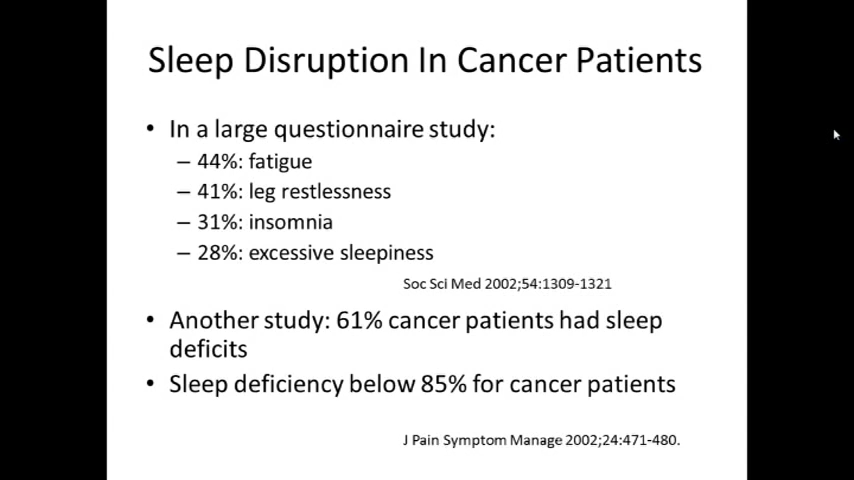 Sleep Disruption In Cancer Patients
• In a large questionnaire study:
– 44%: fatigue
– 41%: leg restlessness
– 31%: insomnia
– 28%: excessive sleepiness
Soc Sci Med 2002;54:1309-1321
• Another study: 61% cancer patients had sleep
deficits
• Sleep deficiency below 85% for cancer patients
J Pain Symptom Manage 2002;24:471-480.